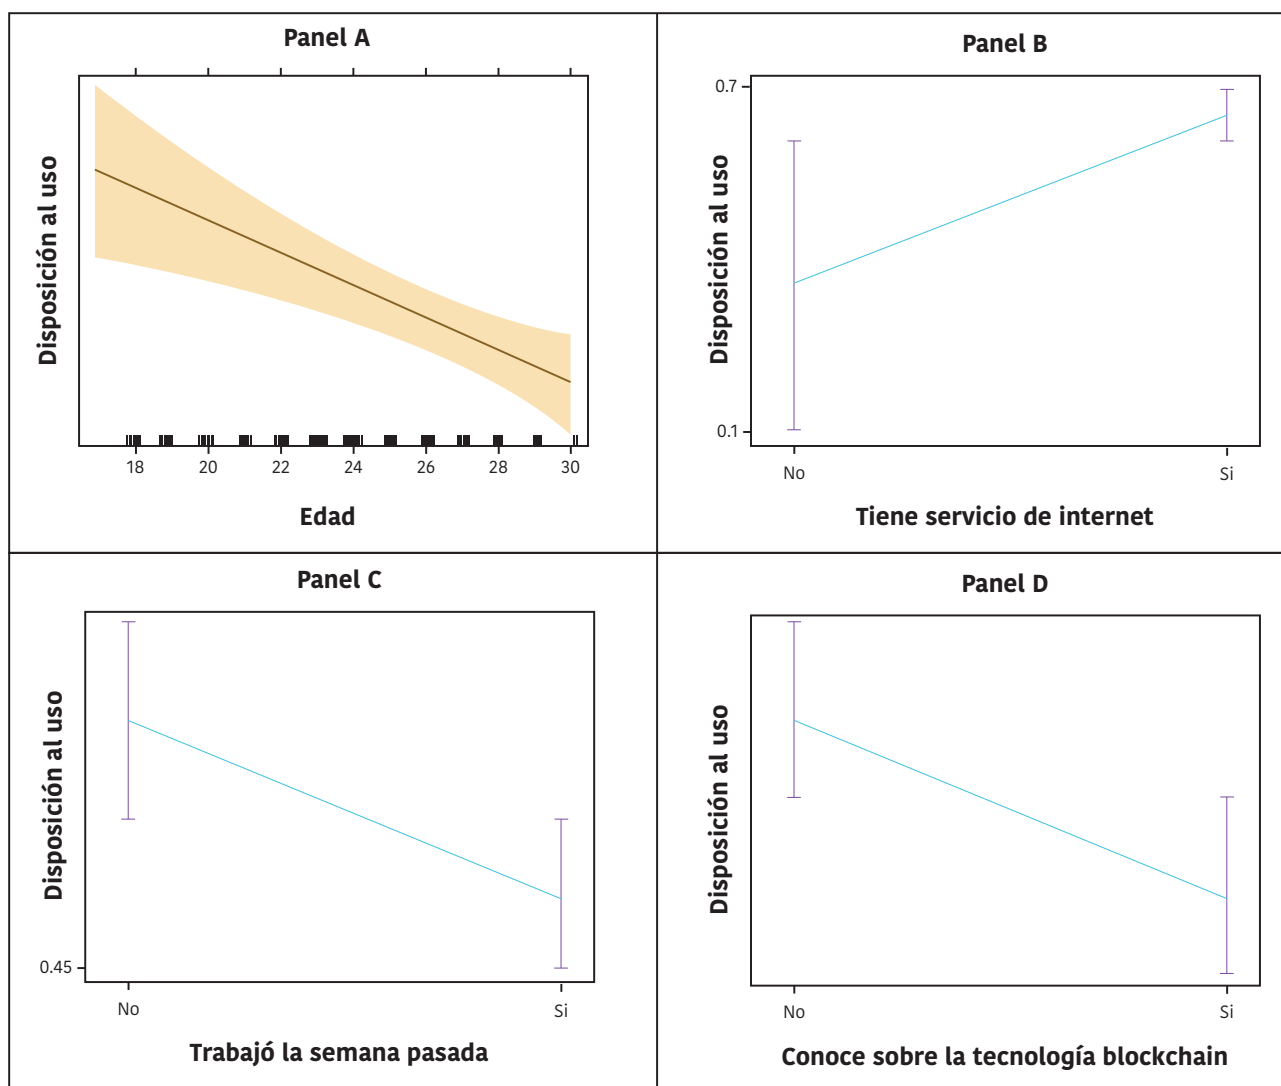 Panel A
Disposición al uso
18 20 22 24 26 28 30
Edad
Panel B
0.7
Disposición al uso
0.1
No Si
Tiene servicio de internet
Panel C
Disposición al uso
0.45
No Si
Trabajó la semana pasada
Panel D
Disposición al uso
No Si
Conoce sobre la tecnología blockchain